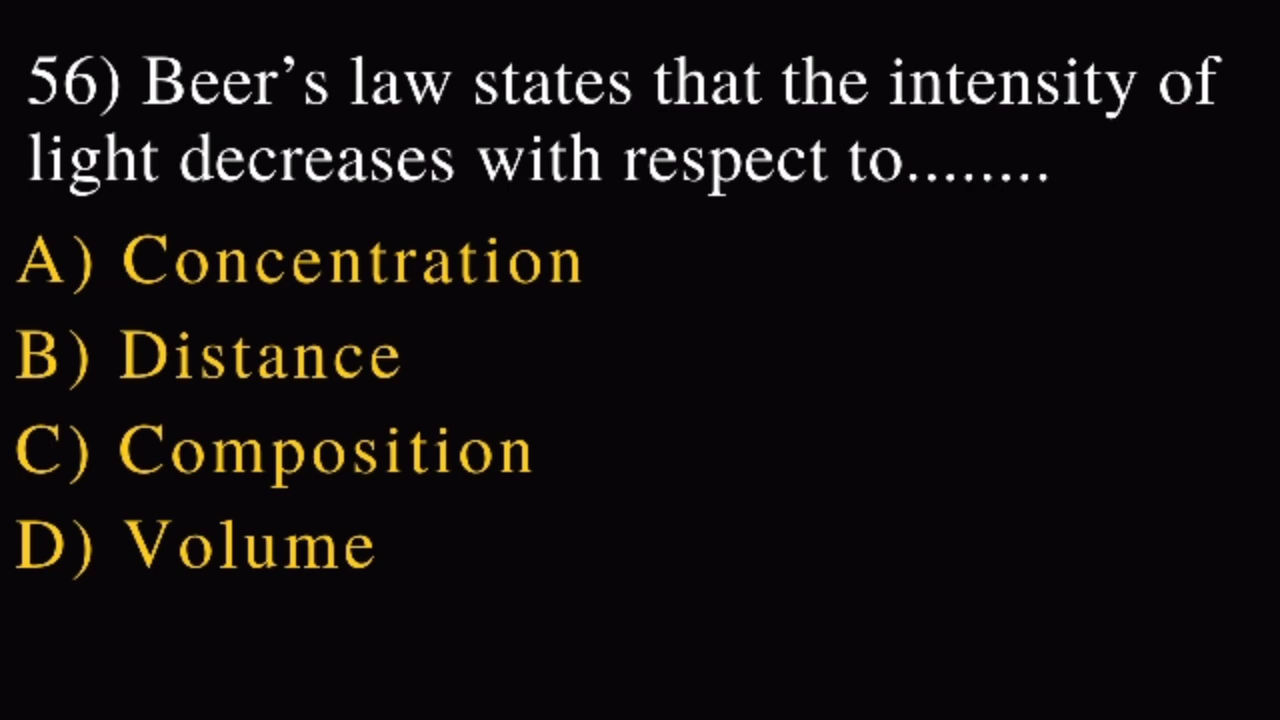 56) Beer’s law states that the intensity of
light decreases with respect to........
A) Concentration
B) Distance
C) Composition
D) Volume